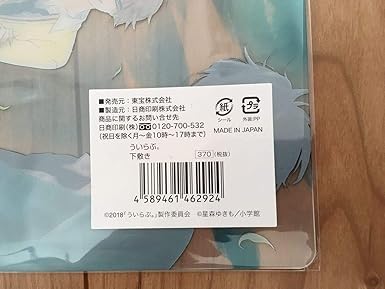 ■発売元：東宝株式会社
■製造元：日商印刷株式会社
商品に関するお問い合せ先
日商印刷(株) 0120-700-532
(祝日を除く月～金10時～17時まで)
紙
シール
プラ
外装:PP
MADE IN JAPAN
ういらぶ。
下敷き
370 (税抜)
4 589461 462924
©2018「ういらぶ。」製作委員会 ©星森ゆきも/小学館